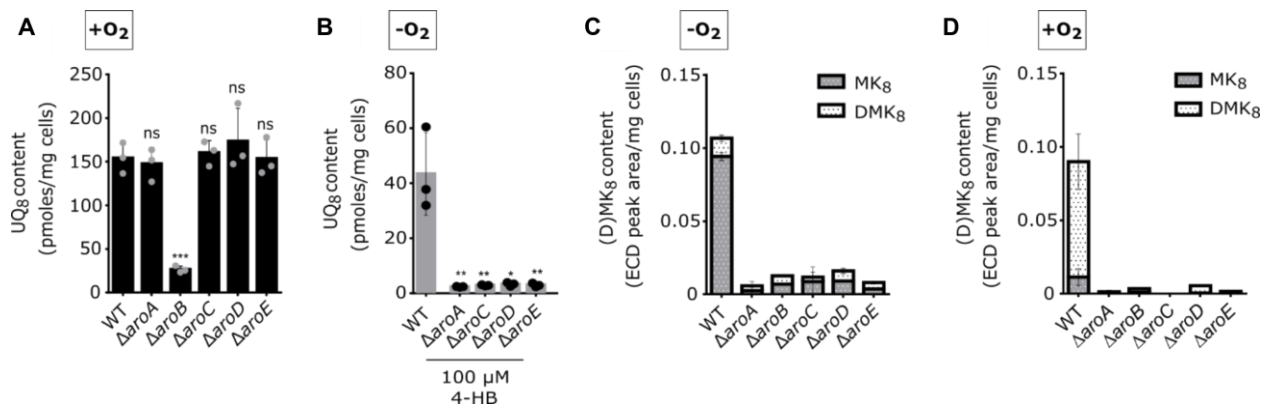 A
+O₂
UQ₈ content
(pmoles/mg cells)
250
200
150
100
50
0
ns
***
ns
ns
ns
WT
ΔaroA
ΔaroB
ΔaroC
ΔaroD
ΔaroE
B
-O₂
UQ₈ content
(pmoles/mg cells)
80
60
40
20
0
**
**
*
**
WT
ΔaroA
ΔaroC
ΔaroD
ΔaroE
100 µM
4-HB
C
-O₂
(D)MK₈ content
(ECD peak area/mg cells)
0.15
0.10
0.05
0
MK₈
DMK₈
WT
ΔaroA
ΔaroB
ΔaroC
ΔaroD
ΔaroE
D
+O₂
(D)MK₈ content
(ECD peak area/mg cells)
0.15
0.10
0.05
0
MK₈
DMK₈
WT
ΔaroA
ΔaroB
ΔaroC
ΔaroD
ΔaroE